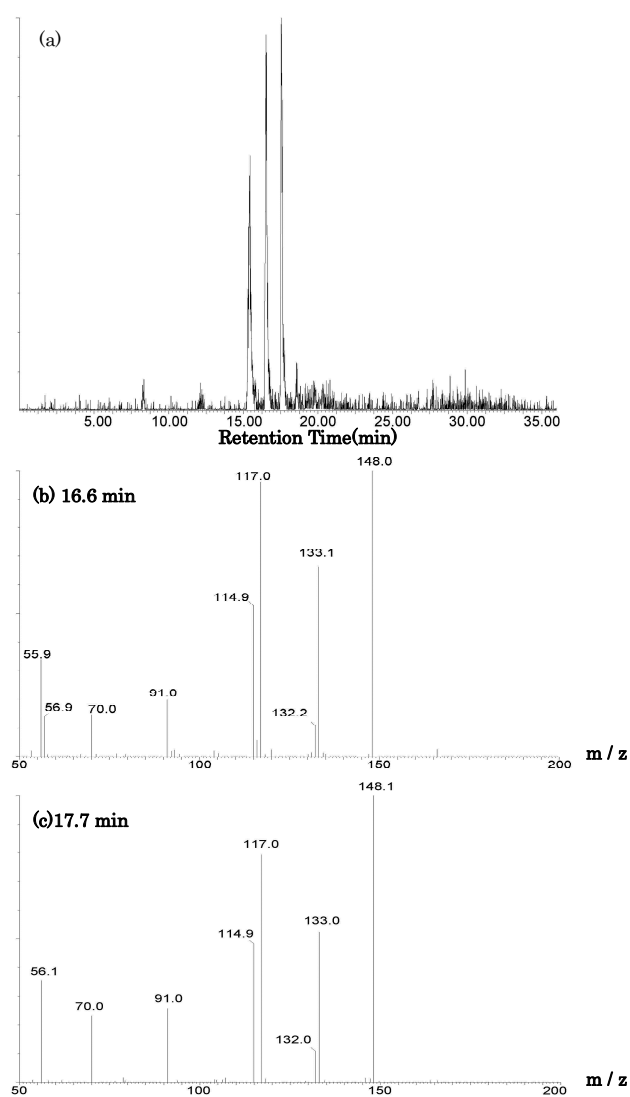 (a)
5.00 10.00 15.00 20.00 25.00 30.00 35.00
Retention Time(min)
(b) 16.6 min
148.0
117.0
133.1
114.9
55.9
56.9 70.0
91.0
132.2
50 100 150 200
m / z
(c)17.7 min
148.1
117.0
133.0
114.9
56.1
70.0
91.0
132.0
50 100 150 200
m / z